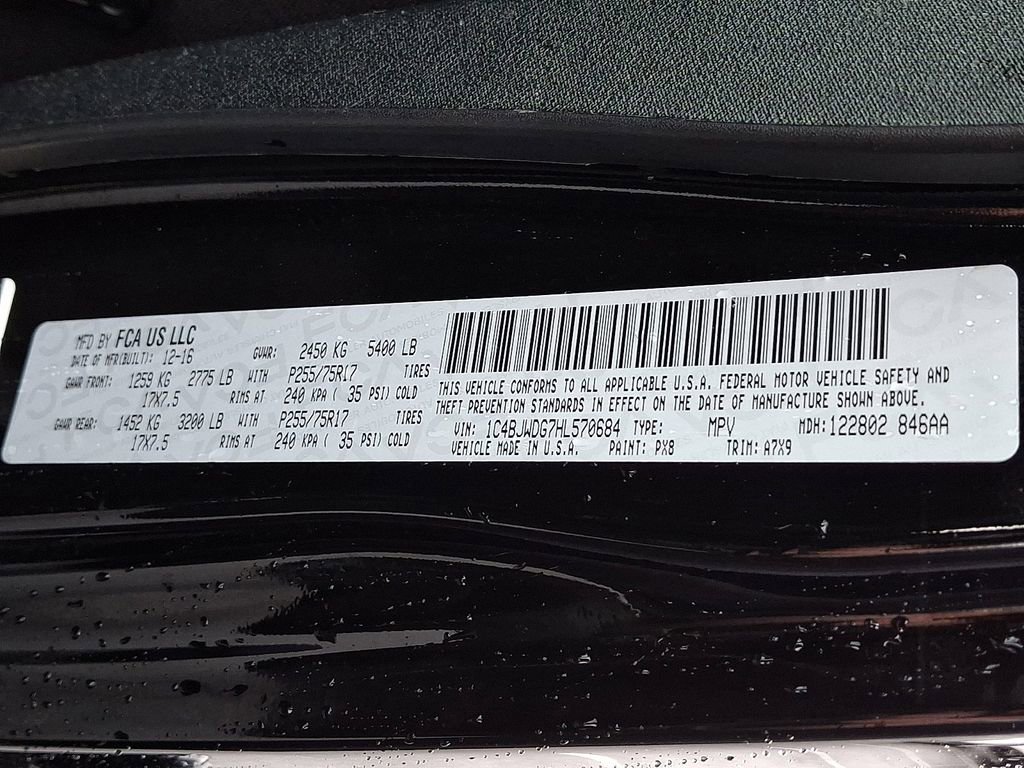 MFD BY FCA US LLC
DATE OF MFR(BUILT): 12-16 GVWR: 2450 KG 5400 LB
GAWR FRONT: 1259 KG 2775 LB WITH P255/75R17 TIRES
17X7.5 RIMS AT 240 KPA ( 35 PSI) COLD
GAWR REAR: 1452 KG 3200 LB WITH P255/75R17 TIRES
17X7.5 RIMS AT 240 KPA ( 35 PSI) COLD
THIS VEHICLE CONFORMS TO ALL APPLICABLE U.S.A. FEDERAL MOTOR VEHICLE SAFETY AND
THEFT PREVENTION STANDARDS IN EFFECT ON THE DATE OF MANUFACTURE SHOWN ABOVE.
VIN: 1C4BJWDG7HL570684 TYPE: MPV MDH: 122802 846AA
VEHICLE MADE IN U.S.A. PAINT: PX8 TRIM: A7X9